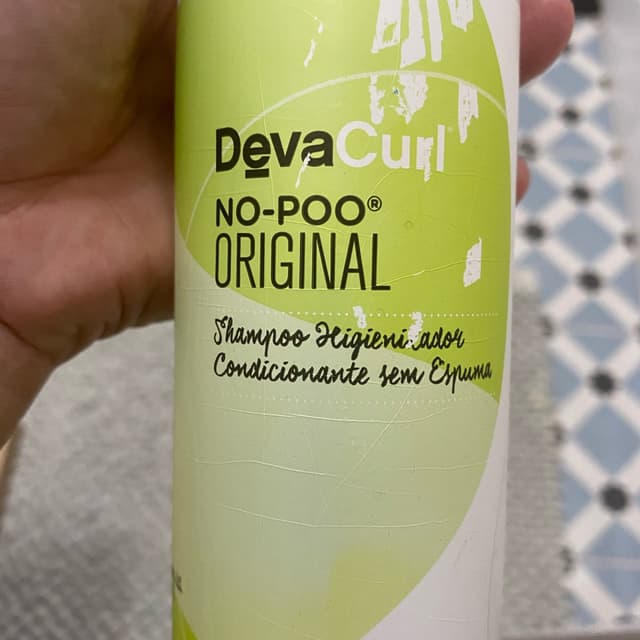 DevaCurl
NO-POO®
ORIGINAL
Shampoo Higienizador
Condicionante sem Espuma